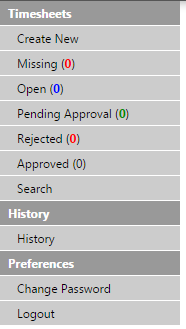 Timesheets
Create New
Missing (0)
Open (0)
Pending Approval (0)
Rejected (0)
Approved (0)
Search
History
History
Preferences
Change Password
Logout